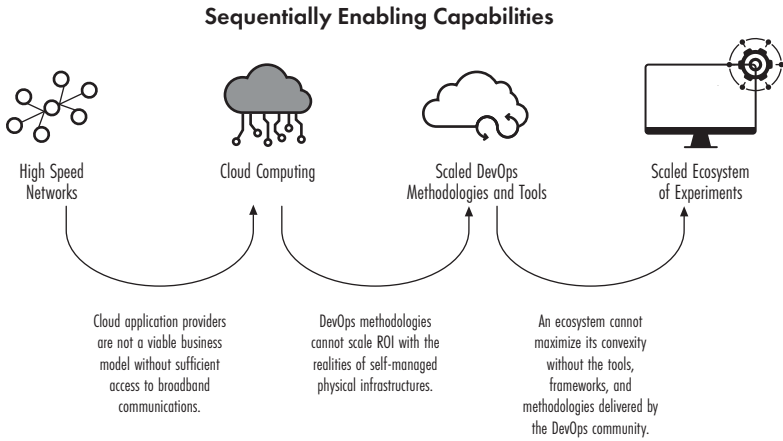 Sequentially Enabling Capabilities
High Speed
Networks
Cloud Computing
Scaled DevOps
Methodologies and Tools
Scaled Ecosystem
of Experiments
Cloud application providers
are not a viable business
model without sufficient
access to broadband
communications.
DevOps methodologies
cannot scale ROI with the
realities of self-managed
physical infrastructures.
An ecosystem cannot
maximize its convexity
without the tools,
frameworks, and
methodologies delivered by
the DevOps community.